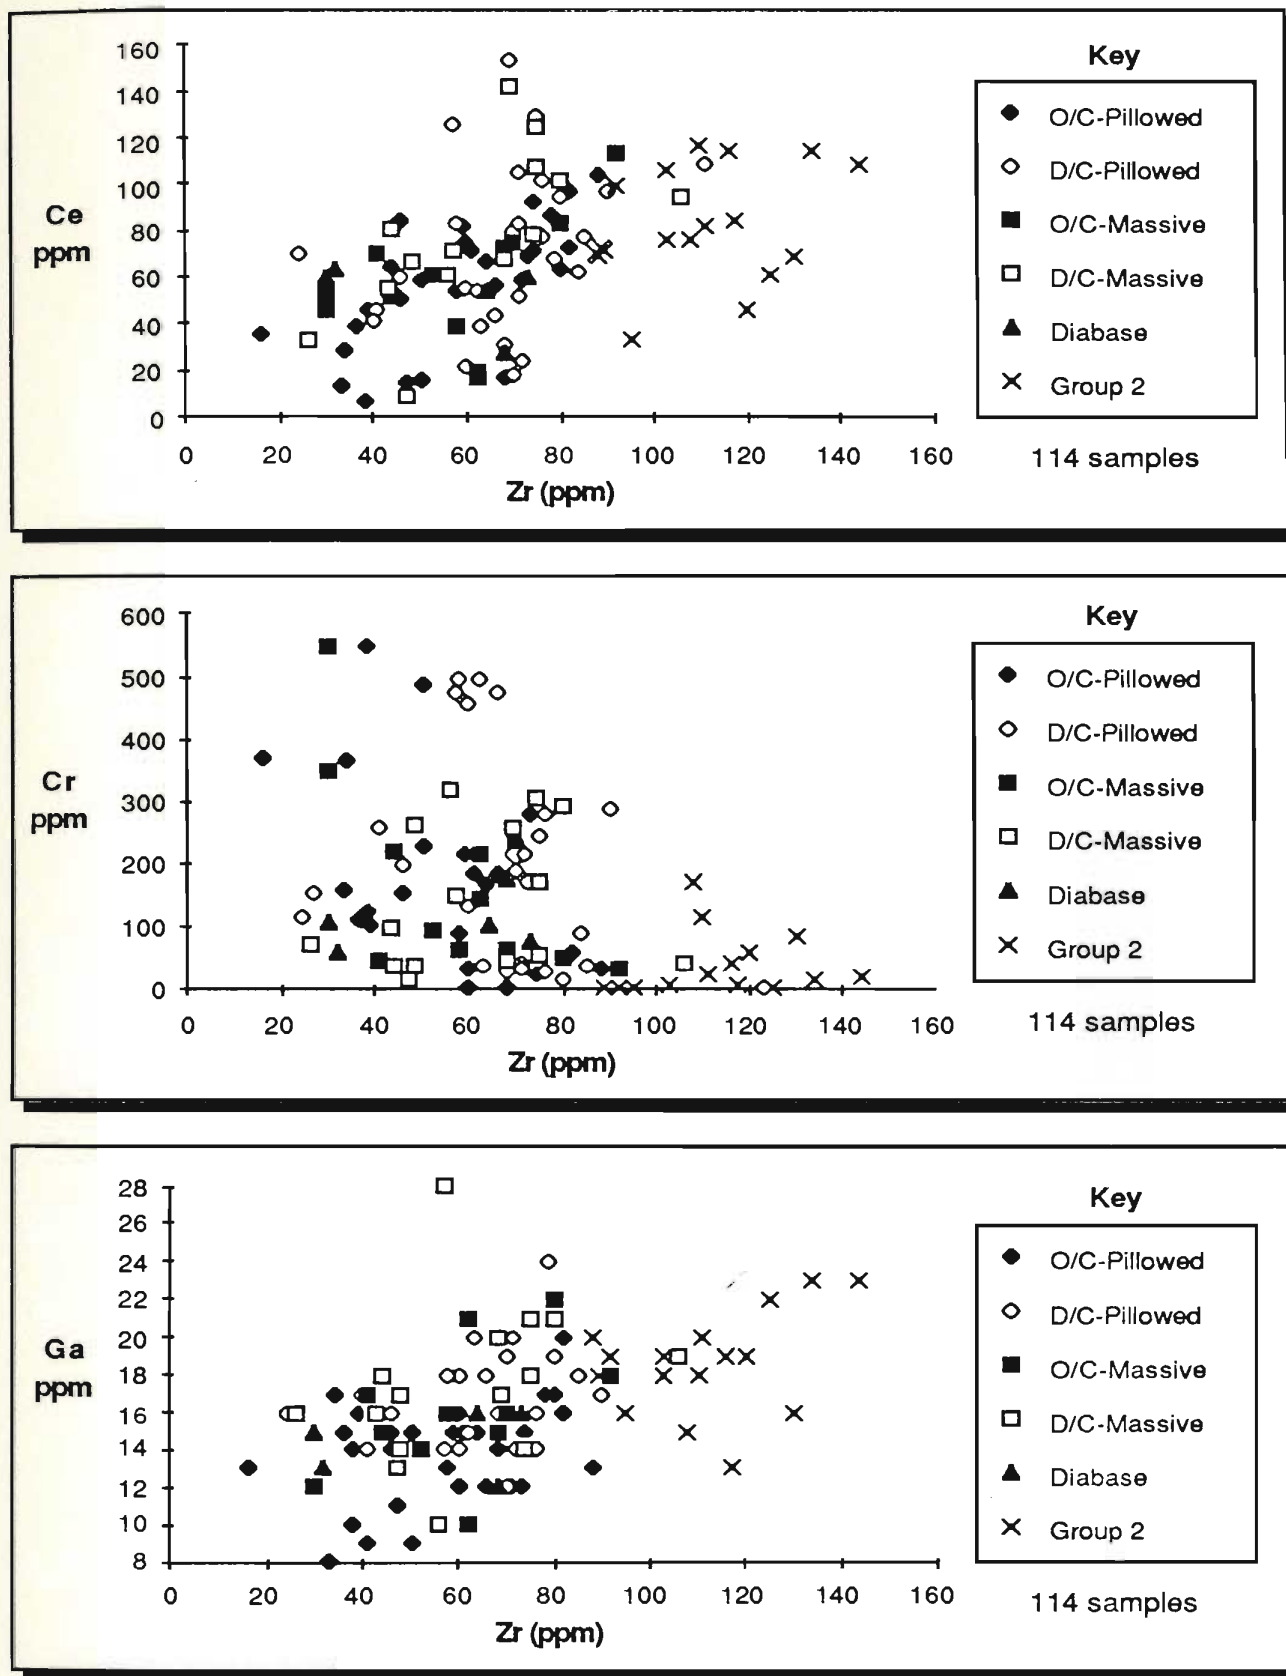 Ce
ppm
160
140
120
100
80
60
40
20
0
0 20 40 60 80 100 120 140 160
Zr (ppm)
Key
O/C-Pillowed
D/C-Pillowed
O/C-Massive
D/C-Massive
Diabase
Group 2
114 samples
Cr
ppm
600
500
400
300
200
100
0
0 20 40 60 80 100 120 140 160
Zr (ppm)
Key
O/C-Pillowed
D/C-Pillowed
O/C-Massive
D/C-Massive
Diabase
Group 2
114 samples
Ga
ppm
28
26
24
22
20
18
16
14
12
10
8
0 20 40 60 80 100 120 140 160
Zr (ppm)
Key
O/C-Pillowed
D/C-Pillowed
O/C-Massive
D/C-Massive
Diabase
Group 2
114 samples